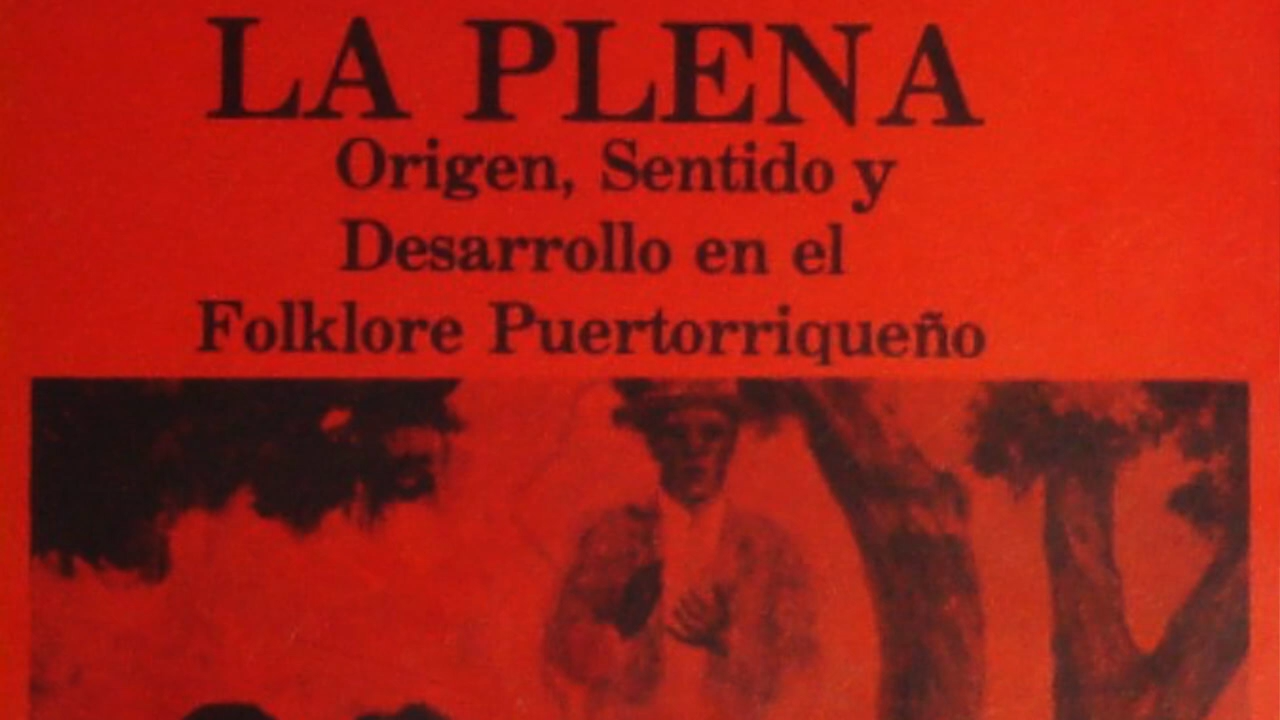 LA PLENA
Origen, Sentido y
Desarrollo en el
Folklore Puertorriqueño